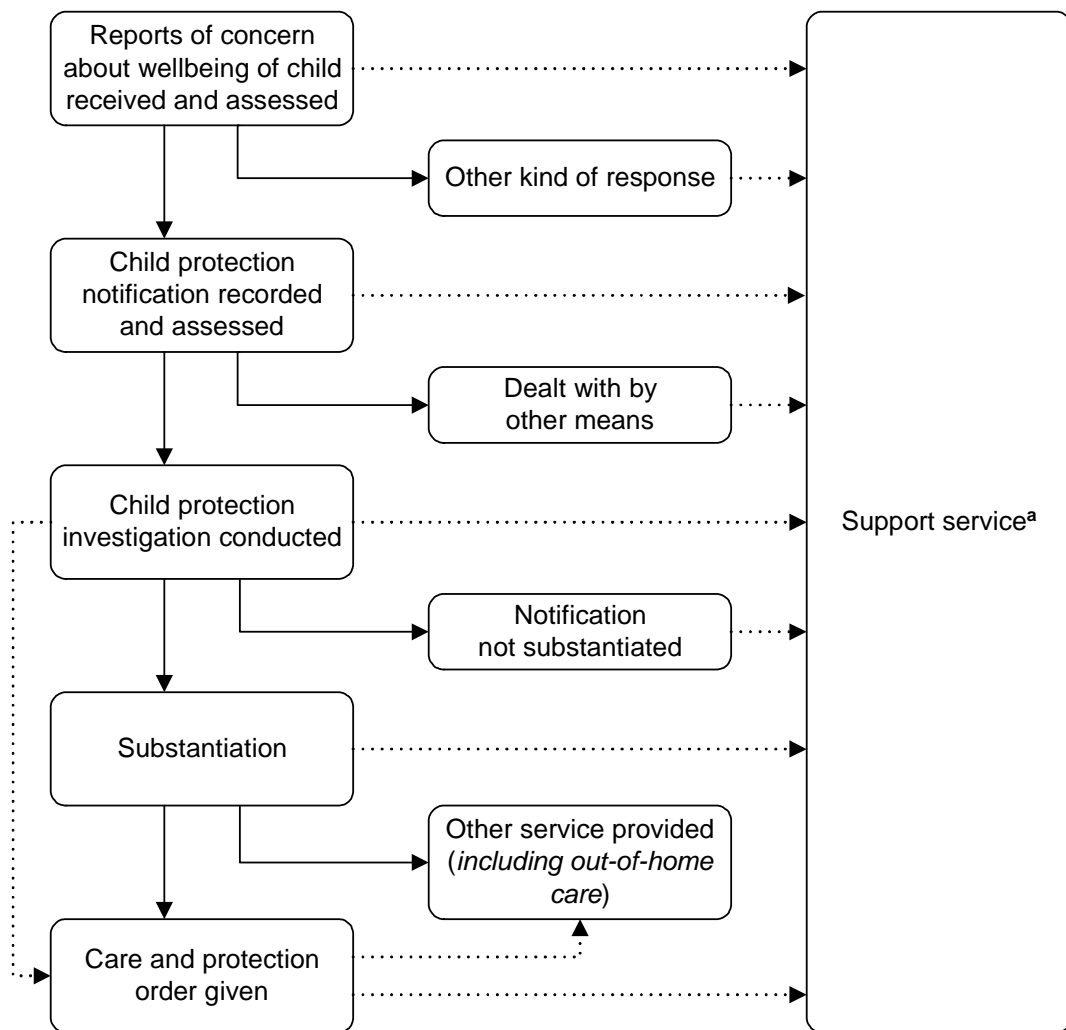 Reports of concern
about wellbeing of child
received and assessed
Other kind of response
Child protection
notification recorded
and assessed
Dealt with by
other means
Child protection
investigation conducted
Support serviceᵃ
Notification
not substantiated
Substantiation
Other service provided
(including out-of-home
care)
Care and protection
order given